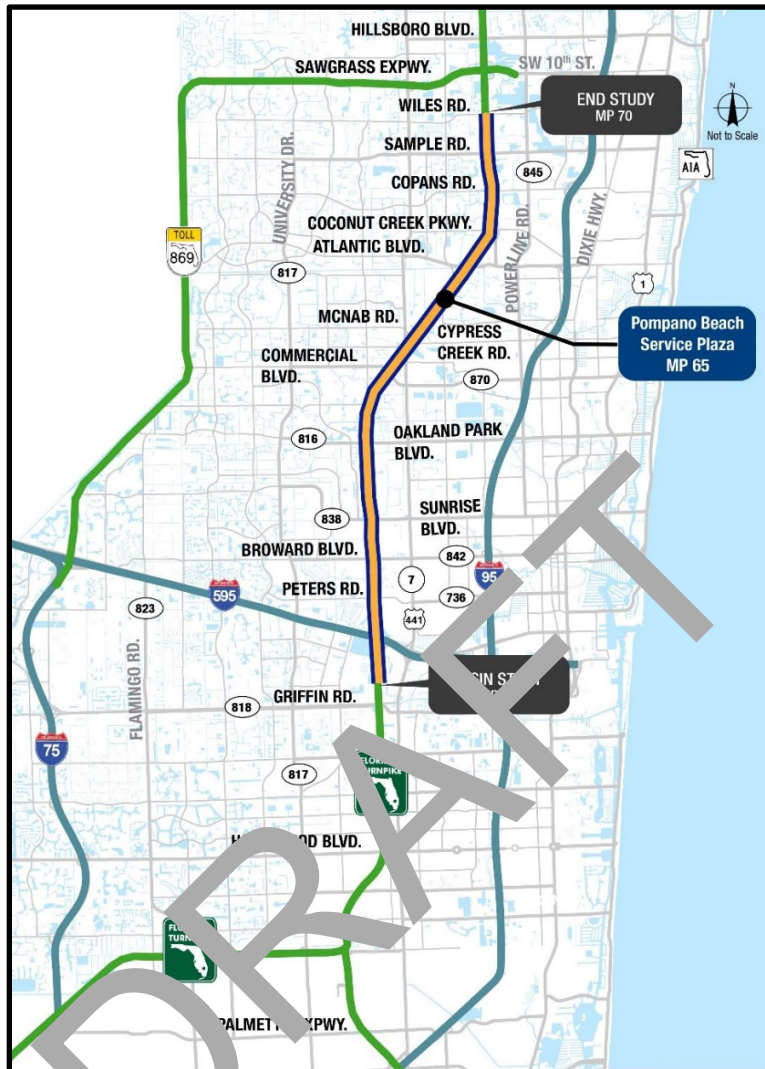 HILLSBORO BLVD.
SAWGRASS EXPWY.
SW 10th ST.
WILES RD.
END STUDY
MP 70
N
Not to Scale
SAMPLE RD.
845
A1A
COPANS RD.
UNIVERSITY DR.
COCONUT CREEK PKWY.
ATLANTIC BLVD.
POWERLINE RD.
DIXIE HWY.
TOLL
869
817
1
MCNAB RD.
CYPRESS
CREEK RD.
Pompano Beach
Service Plaza
MP 65
COMMERCIAL
BLVD.
870
816
OAKLAND PARK
BLVD.
838
SUNRISE
BLVD.
BROWARD BLVD.
842
PETERS RD.
7
95
595
736
823
441
FLAMINGO RD.
GRIFFIN RD.
818
75
817
TURNPIKE
BLVD.
DRAFT